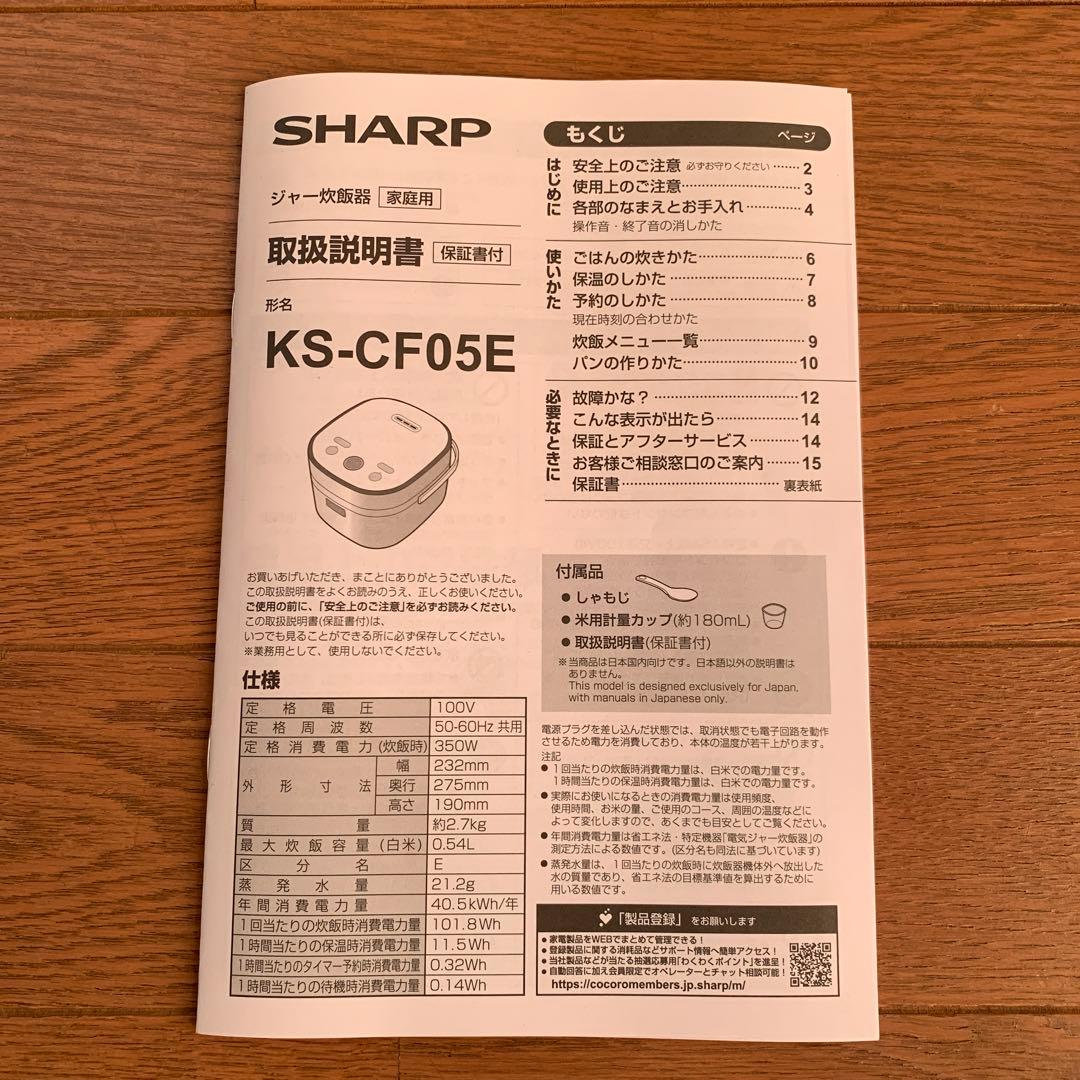 SHARP
ジャー炊飯器 家庭用
取扱説明書 保証書付
形名
KS-CF05E
お買いあげいただき、まことにありがとうございました。
この取扱説明書をよくお読みのうえ、正しくお使いください。
ご使用の前に、「安全上のご注意」を必ずお読みください。
この取扱説明書(保証書付)は、
いつでも見ることができる所に必ず保存してください。
※業務用として、使用しないでください。
仕様
定格電圧 100V
定格周波数 50-60Hz 共用
定格消費電力(炊飯時) 350W
外形寸法 幅 232mm
奥行 275mm
高さ 190mm
質量 約2.7kg
最大炊飯容量(白米) 0.54L
区分名 E
蒸発水量 21.2g
年間消費電力量 40.5kWh/年
1回当たりの炊飯時消費電力量 101.8Wh
1時間当たりの保温時消費電力量 11.5Wh
1時間当たりのタイマー予約時消費電力量 0.32Wh
1時間当たりの待機時消費電力量 0.14Wh
もくじ ページ
はじめに
安全上のご注意 必ずお守りください ······· 2
使用上のご注意 ······· 3
各部のなまえとお手入れ ······· 4
操作音・終了音の消しかた
使いかた
ごはんの炊きかた ······· 6
保温のしかた ······· 7
予約のしかた ······· 8
現在時刻の合わせかた
炊飯メニュー一覧 ······· 9
パンの作りかた ······· 10
必要なときに
故障かな？ ······· 12
こんな表示が出たら ······· 14
保証とアフターサービス ······· 14
お客様ご相談窓口のご案内 ······· 15
保証書 ······· 裏表紙
付属品
● しゃもじ
● 米用計量カップ(約180mL)
● 取扱説明書(保証書付)
※当商品は日本国内向けです。日本語以外の説明書は
ありません。
This model is designed exclusively for Japan,
with manuals in Japanese only.
電源プラグを差し込んだ状態では、取消状態でも電子回路を動作
させるため電力を消費しており、本体の温度が若干上がります。
注記
● 1回当たりの炊飯時消費電力量は、白米での電力量です。
1時間当たりの保温時消費電力量は、白米での電力量です。
● 実際にお使いになるときの消費電力量は使用頻度、
使用時間、お米の量、ご使用のコース、周囲の温度などに
よって変化しますので、あくまでも目安としてご覧ください。
● 年間消費電力量は省エネ法・特定機器「電気ジャー炊飯器」の
測定方法による数値です。(区分名も同法に基づいています)
● 蒸発水量は、1回当たりの炊飯時に炊飯器機体外へ放出した
水の質量であり、省エネ法の目標基準値を算出するために
用いる数値です。
「製品登録」をお願いします
● 家電製品をWEBでまとめて管理できる！
● 登録製品に関する消耗品などサポート情報へ簡単アクセス！
● 当社製品などが当たる抽選応募用「わくわくポイント」を進呈！
● 自動回答に加え会員限定でオペレーターとチャット相談可能！
https://cocoromembers.jp.sharp/m/